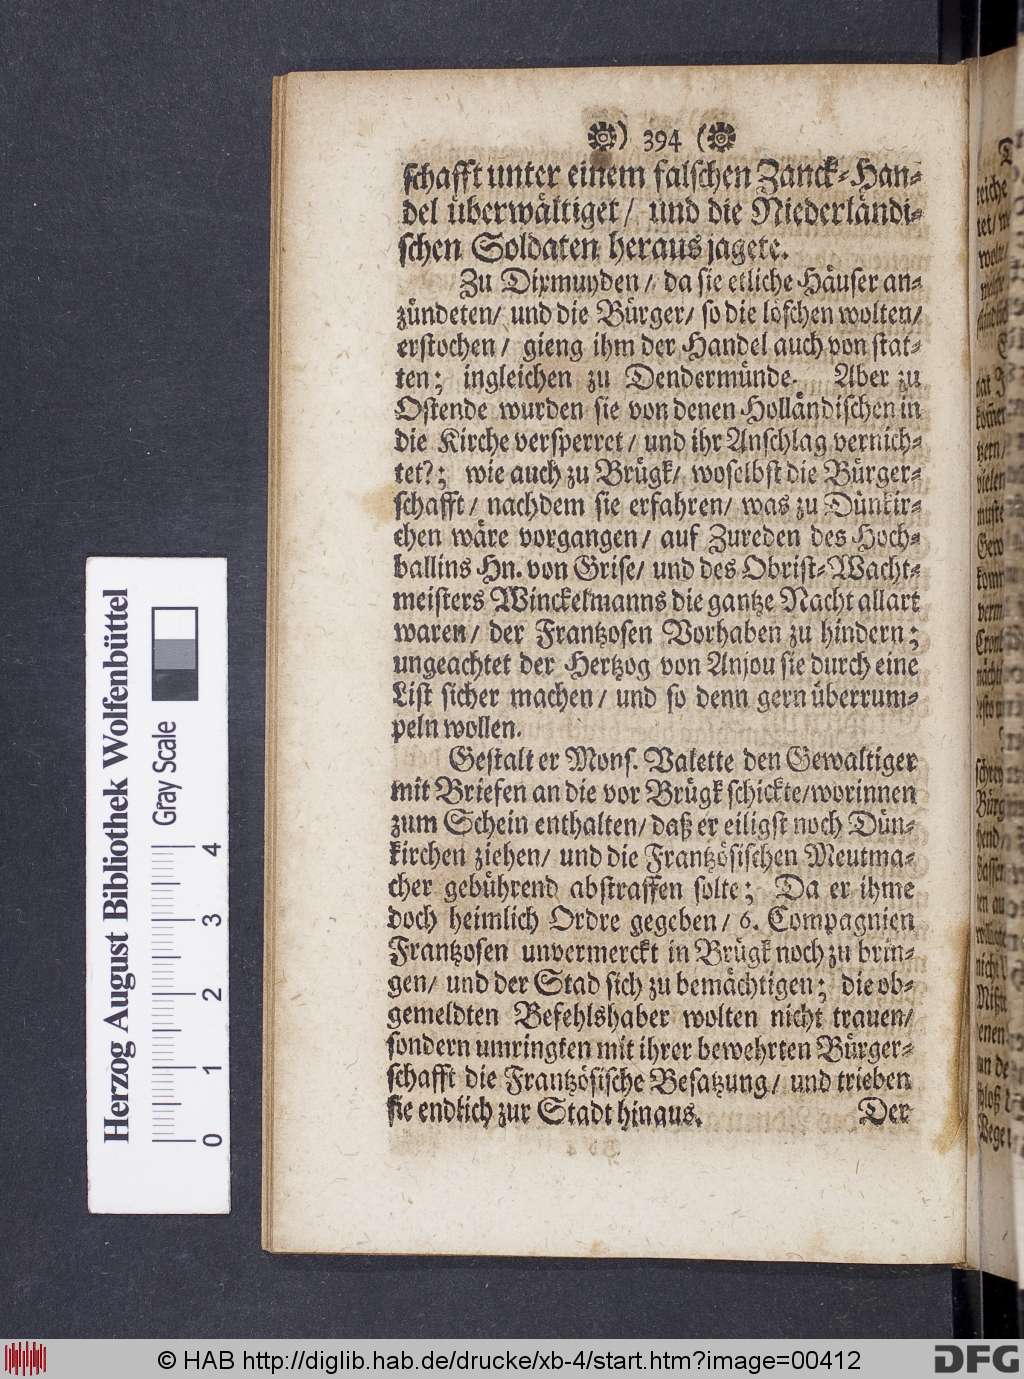 ) 394 (
schafft unter einem falschen Zanck-Han-
del überwältiget/ und die Niederländi-
schen Soldaten heraus jagete.
Zu Dixmuyden/ da sie etliche Häuser an-
zündeten/ und die Bürger/ so die löschen wolten/
erstochen/ gieng ihm der Handel auch von stat-
ten; ingleichen zu Dendermünde. Aber zu
Ostende wurden sie von denen Holländischen in
die Kirche versperret/ und ihr Anschlag vernich-
tet?; wie auch zu Brügk/ woselbst die Bürger-
schafft/ nachdem sie erfahren/ was zu Dünkir-
chen wäre vorgangen/ auf Zureden des Hoch-
ballins Hn. von Grise/ und des Obrist-Wacht-
meisters Winckelmanns die gantze Nacht allart
waren/ der Frantzosen Vorhaben zu hindern;
ungeachtet der Hertzog von Anjou sie durch eine
List sicher machen/ und so denn gern überrum-
peln wollen.
Gestalt er Mons. Valette den Gewaltiger
mit Briefen an die vor Brügk schickte/ worinnen
zum Schein enthalten/ daß er eiligst noch Dün-
kirchen ziehen/ und die Frantzösischen Meutma-
cher gebührend abstraffen solte; Da er ihme
doch heimlich Ordre gegeben/ 6. Compagnien
Frantzosen unvermerckt in Brügk noch zu brin-
gen/ und der Stad sich zu bemächtigen; die ob-
gemeldten Befehlshaber wolten nicht trauen/
sondern umringten mit ihrer bewehrten Bürger-
schafft die Frantzösische Besatzung/ und trieben
sie endlich zur Stadt hinaus. Der
Herzog August Bibliothek Wolfenbüttel
Gray Scale
0 1 2 3 4
© HAB http://diglib.hab.de/drucke/xb-4/start.htm?image=00412
DFG